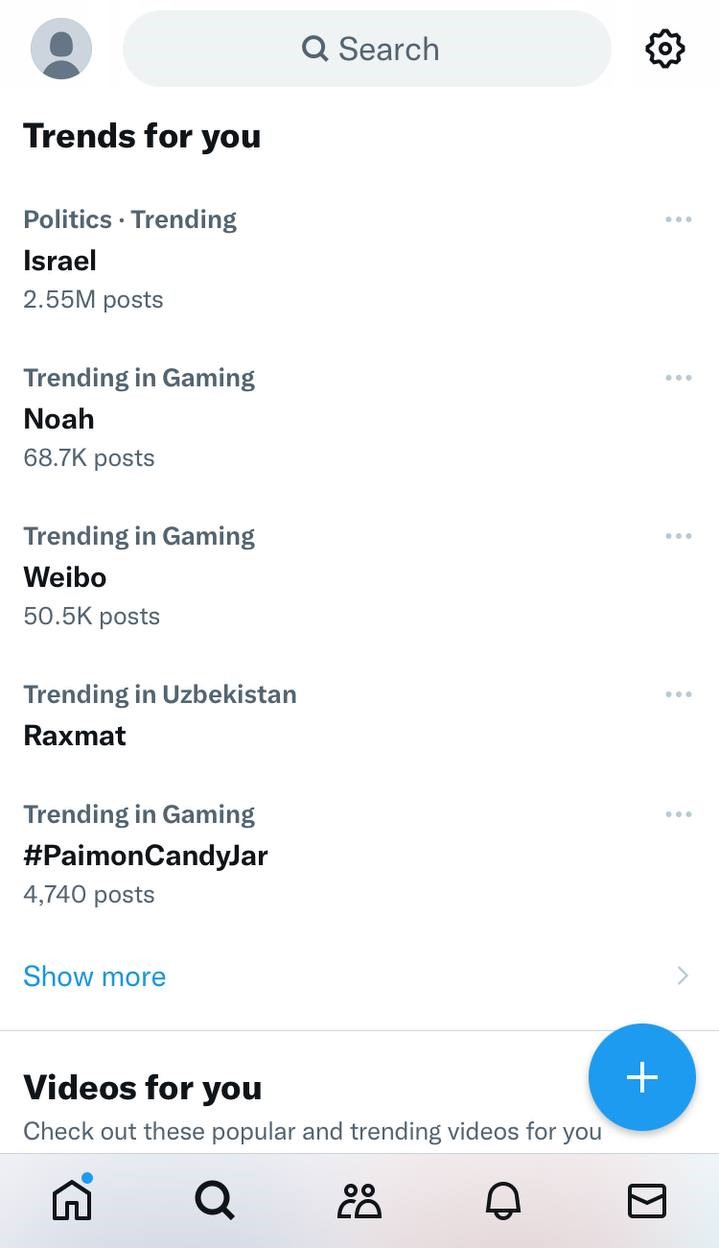 Search
Trends for you
Politics · Trending
Israel
2.55M posts
Trending in Gaming
Noah
68.7K posts
Trending in Gaming
Weibo
50.5K posts
Trending in Uzbekistan
Raxmat
Trending in Gaming
#PaimonCandyJar
4,740 posts
Show more
Videos for you
Check out these popular and trending videos for you